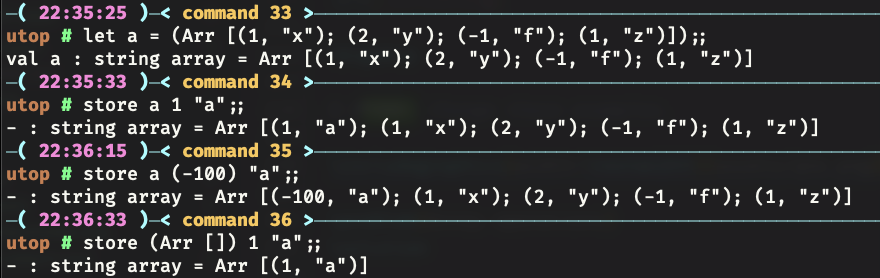 –( 22:35:25 )–< command 33 >–
utop # let a = (Arr [(1, "x"); (2, "y"); (-1, "f"); (1, "z")]);;
val a : string array = Arr [(1, "x"); (2, "y"); (-1, "f"); (1, "z")]
–( 22:35:33 )–< command 34 >–
utop # store a 1 "a";;
- : string array = Arr [(1, "a"); (1, "x"); (2, "y"); (-1, "f"); (1, "z")]
–( 22:36:15 )–< command 35 >–
utop # store a (-100) "a";;
- : string array = Arr [(-100, "a"); (1, "x"); (2, "y"); (-1, "f"); (1, "z")]
–( 22:36:33 )–< command 36 >–
utop # store (Arr []) 1 "a";;
- : string array = Arr [(1, "a")]